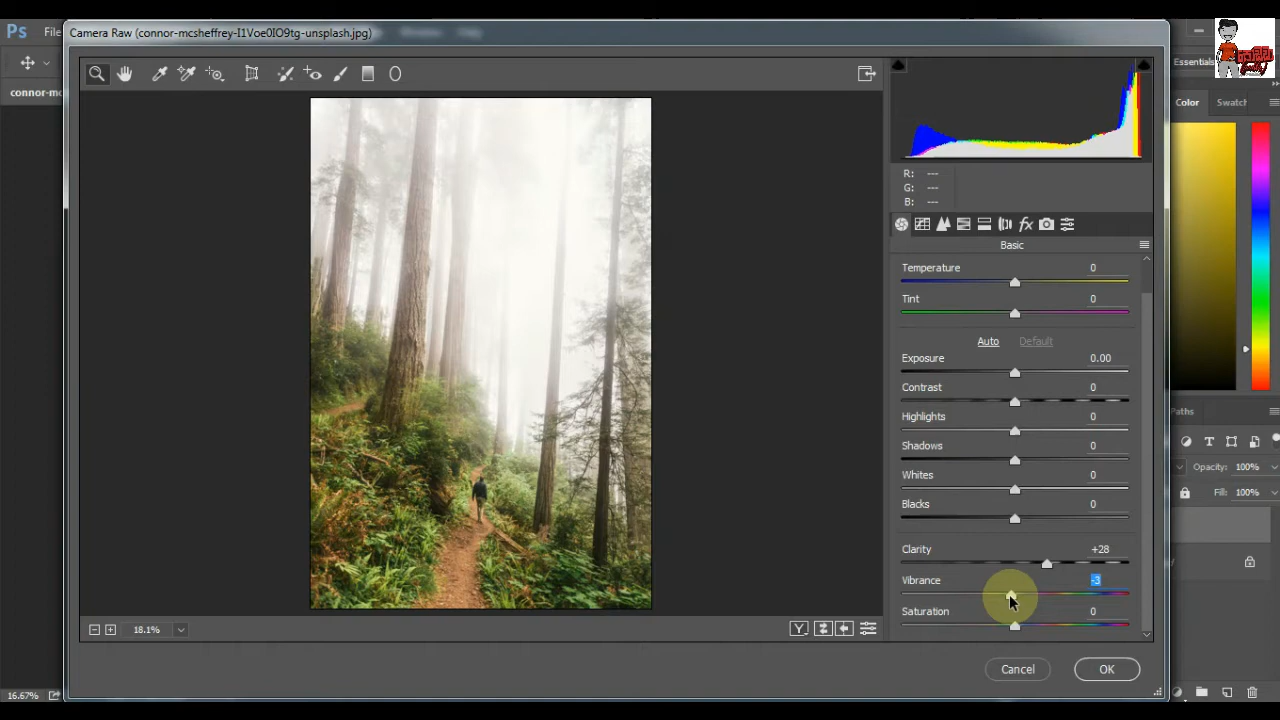 Camera Raw (connor-mcsheffrey-I1Voe0IO9tg-unsplash.jpg)
Ps
File
Essentials
connor-mc
Color
Swatch
R: ---
G: ---
B: ---
Basic
Temperature 0
Tint 0
Auto Default
Exposure 0.00
Contrast 0
Highlights 0
Paths
Shadows 0
Opacity: 100%
Whites 0
Fill: 100%
Blacks 0
Clarity +28
Vibrance -3
Saturation 0
18.1%
Y
Cancel
OK
16.67%